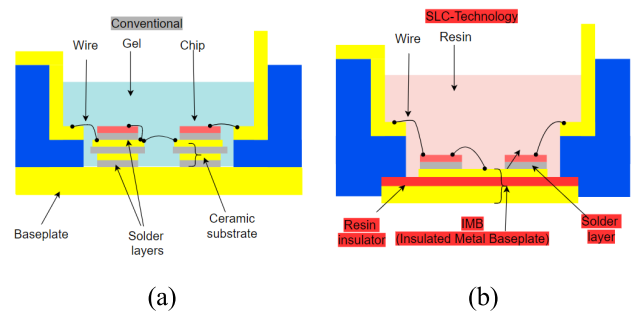 (a)
Conventional
Wire
Gel
Chip
Baseplate
Solder
layers
Ceramic
substrate
(a)
(b)
SLC-Technology
Wire
Resin
Resin
insulator
IMB
(Insulated Metal Baseplate)
Solder
layer
(b)